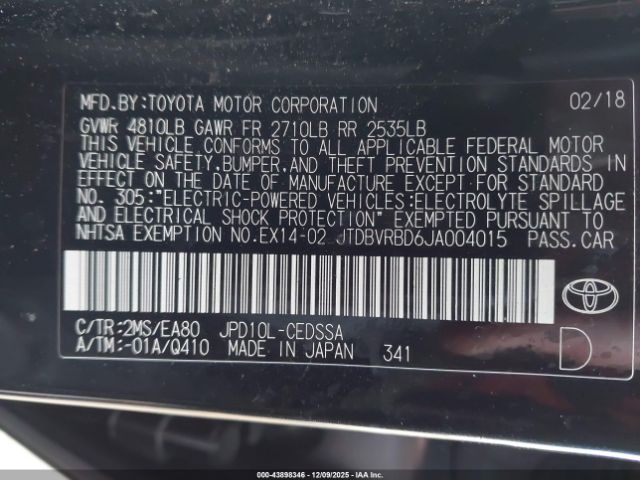 MFD.BY:TOYOTA MOTOR CORPORATION 02/18
GVWR 4810LB GAWR FR 2710LB RR 2535LB
THIS VEHICLE CONFORMS TO ALL APPLICABLE FEDERAL MOTOR
VEHICLE SAFETY,BUMPER,AND THEFT PREVENTION STANDARDS IN
EFFECT ON THE DATE OF MANUFACTURE EXCEPT FOR STANDARD
NO. 305:"ELECTRIC-POWERED VEHICLES:ELECTROLYTE SPILLAGE
AND ELECTRICAL SHOCK PROTECTION" EXEMPTED PURSUANT TO
NHTSA EXEMPTION NO.EX14-02 JTDBVRBD6JA004015 PASS.CAR
C/TR:2MS/EA80 JPD10L-CEDSSA
A/TM:-01A/Q410 MADE IN JAPAN 341
D
000-43898346 - 12/09/2025 - IAA Inc.